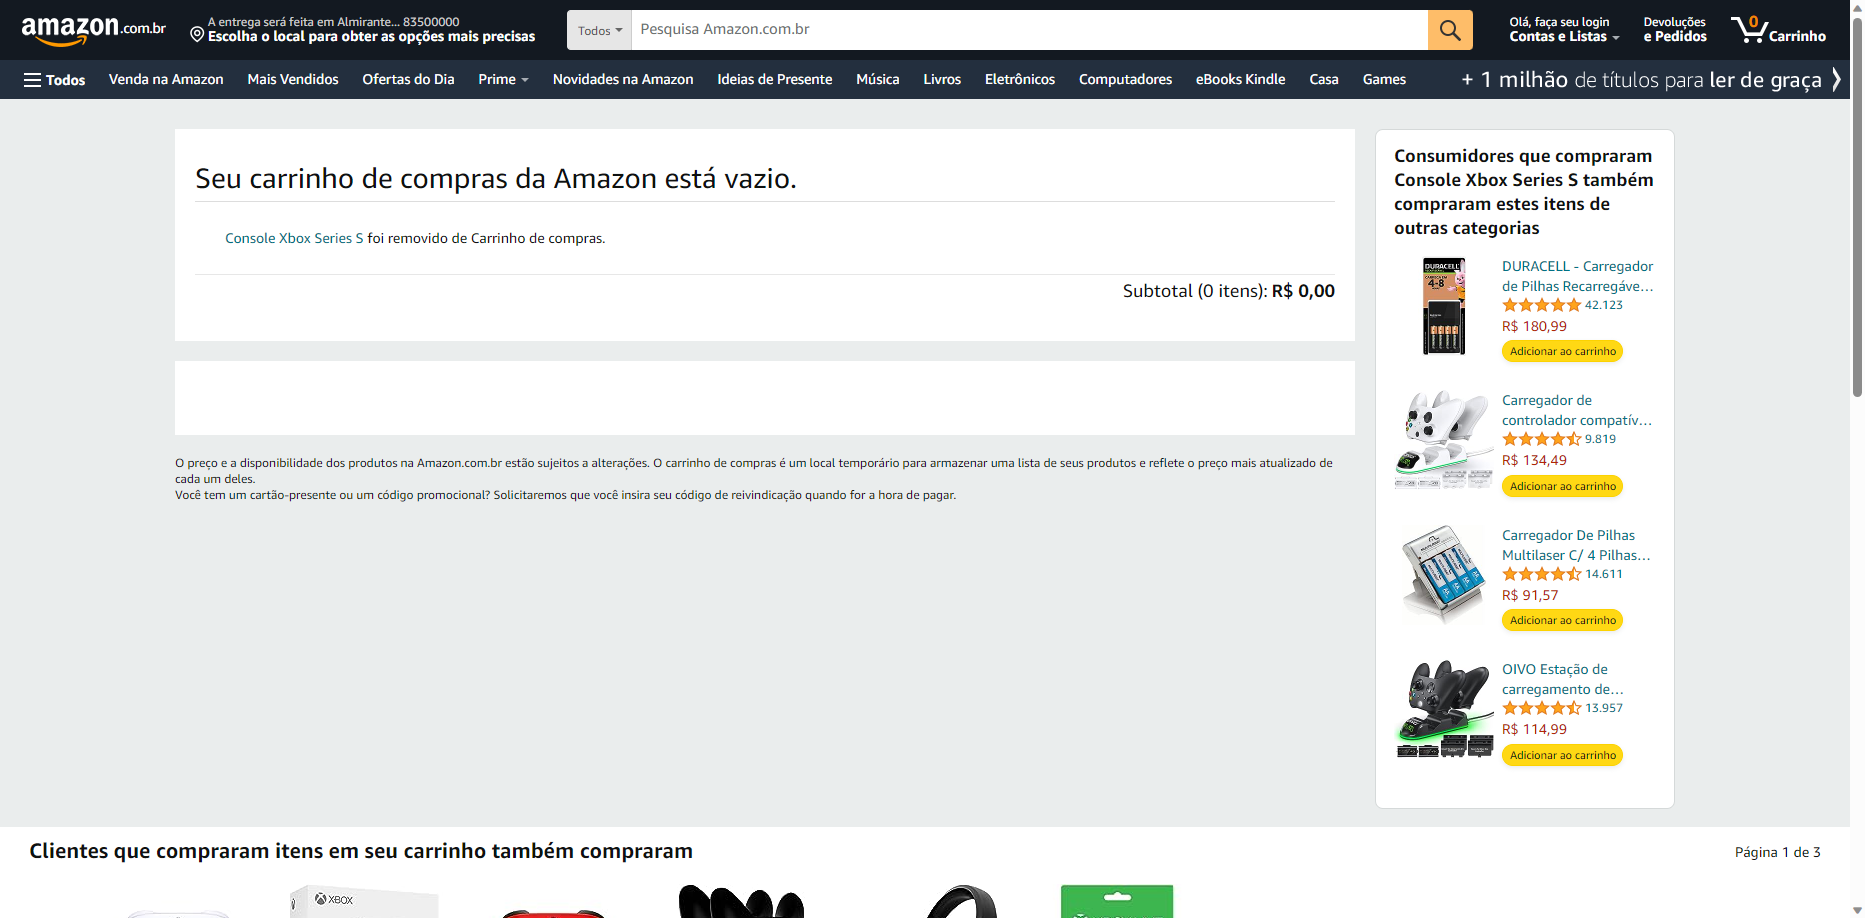 amazon.com.br
A entrega será feita em Almirante... 83500000
Escolha o local para obter as opções mais precisas
Todos
Pesquisa Amazon.com.br
Olá, faça seu login
Contas e Listas
Devoluções
e Pedidos
0
Carrinho
Todos
Venda na Amazon
Mais Vendidos
Ofertas do Dia
Prime
Novidades na Amazon
Ideias de Presente
Música
Livros
Eletrônicos
Computadores
eBooks Kindle
Casa
Games
+ 1 milhão de títulos para ler de graça
Seu carrinho de compras da Amazon está vazio.
Console Xbox Series S foi removido de Carrinho de compras.
Subtotal (0 itens): R$ 0,00
O preço e a disponibilidade dos produtos na Amazon.com.br estão sujeitos a alterações. O carrinho de compras é um local temporário para armazenar uma lista de seus produtos e reflete o preço mais atualizado de
cada um deles.
Você tem um cartão-presente ou um código promocional? Solicitaremos que você insira seu código de reivindicação quando for a hora de pagar.
Consumidores que compraram
Console Xbox Series S também
compraram estes itens de
outras categorias
DURACELL
4-8
DURACELL - Carregador
de Pilhas Recarregáve...
42.123
R$ 180,99
Adicionar ao carrinho
Carregador de
controlador compatív...
9.819
R$ 134,49
Adicionar ao carrinho
Carregador De Pilhas
Multilaser C/ 4 Pilhas...
14.611
R$ 91,57
Adicionar ao carrinho
OIVO Estação de
carregamento de...
13.957
R$ 114,99
Adicionar ao carrinho
Clientes que compraram itens em seu carrinho também compraram
Página 1 de 3
XBOX